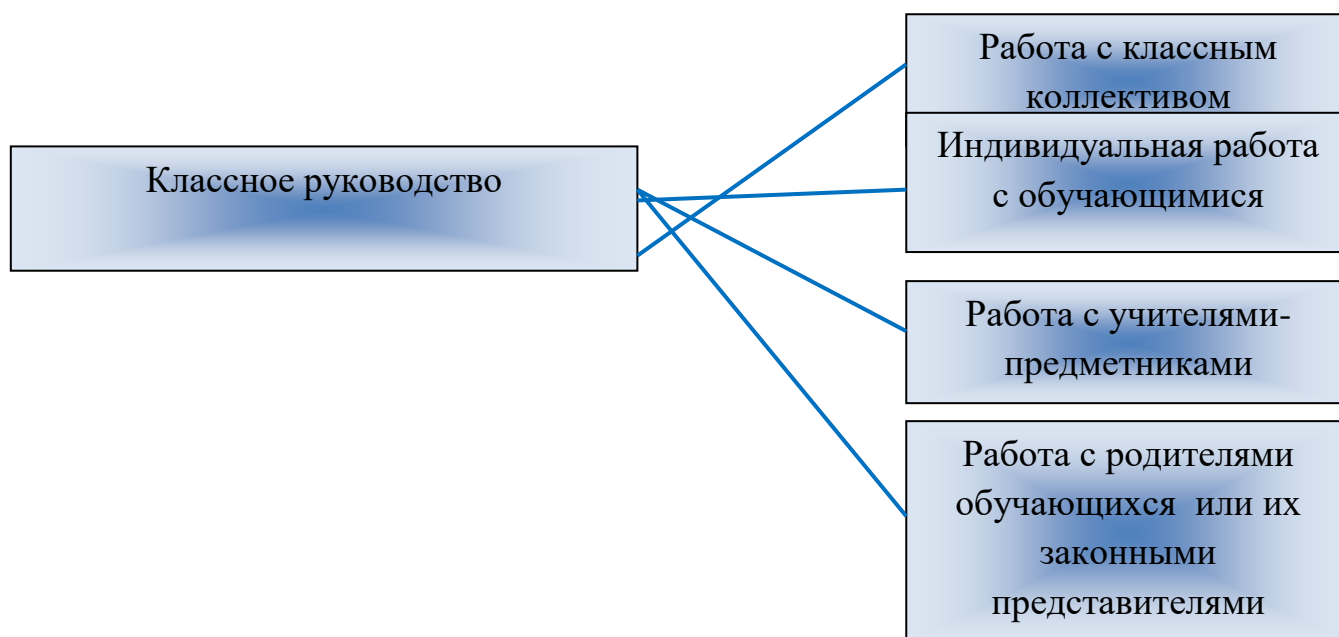 Классное руководство
Работа с классным
коллективом
Индивидуальная работа
с обучающимися
Работа с учителями-
предметниками
Работа с родителями
обучающихся или их
законными
представителями